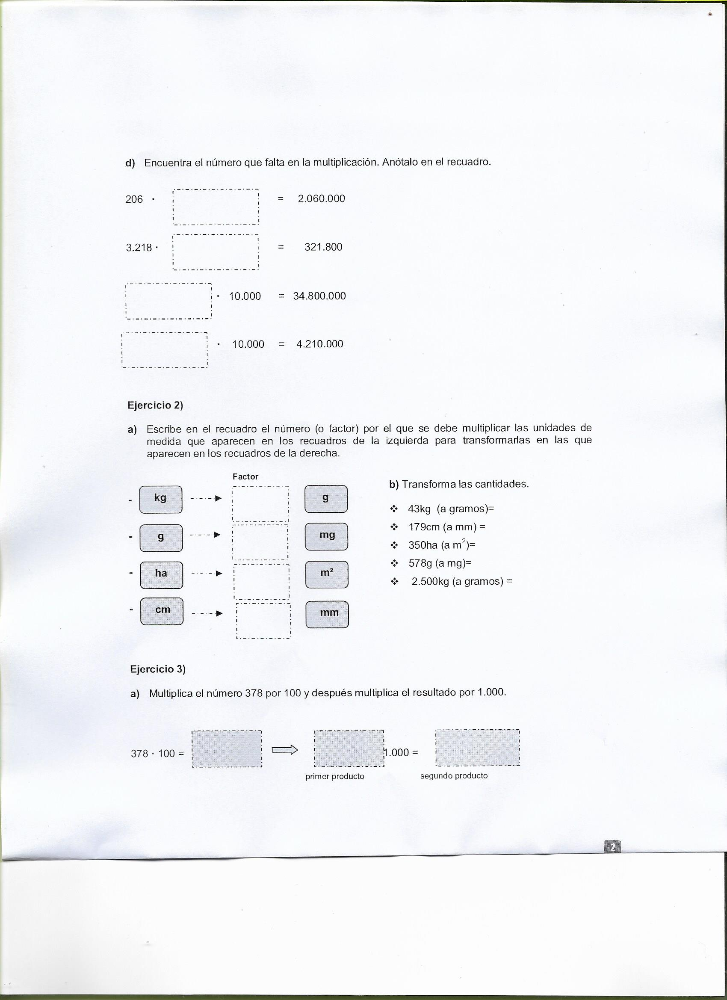 d) Encuentra el número que falta en la multiplicación. Anótalo en el recuadro.
206 · = 2.060.000
3.218 · = 321.800
· 10.000 = 34.800.000
· 10.000 = 4.210.000
Ejercicio 2)
a) Escribe en el recuadro el número (o factor) por el que se debe multiplicar las unidades de
medida que aparecen en los recuadros de la izquierda para transformarlas en las que
aparecen en los recuadros de la derecha.
Factor
- kg g
- g mg
- ha m²
- cm mm
b) Transforma las cantidades.
❖ 43kg (a gramos)=
❖ 179cm (a mm) =
❖ 350ha (a m²)=
❖ 578g (a mg)=
❖ 2.500kg (a gramos) =
Ejercicio 3)
a) Multiplica el número 378 por 100 y después multiplica el resultado por 1.000.
378 · 100 = 1.000 =
primer producto segundo producto
2